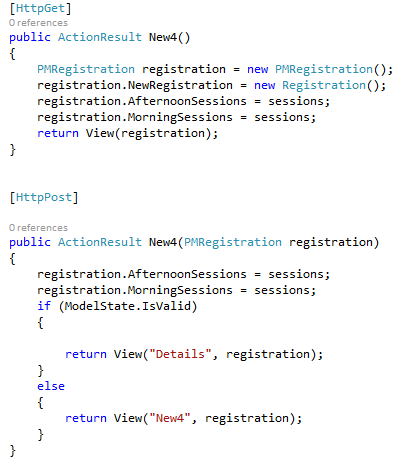 [HttpGet]
0 references
public ActionResult New4()
{
PMRegistration registration = new PMRegistration();
registration.NewRegistration = new Registration();
registration.AfternoonSessions = sessions;
registration.MorningSessions = sessions;
return View(registration);
}
[HttpPost]
0 references
public ActionResult New4(PMRegistration registration)
{
registration.AfternoonSessions = sessions;
registration.MorningSessions = sessions;
if (ModelState.IsValid)
{
return View("Details", registration);
}
else
{
return View("New4", registration);
}
}